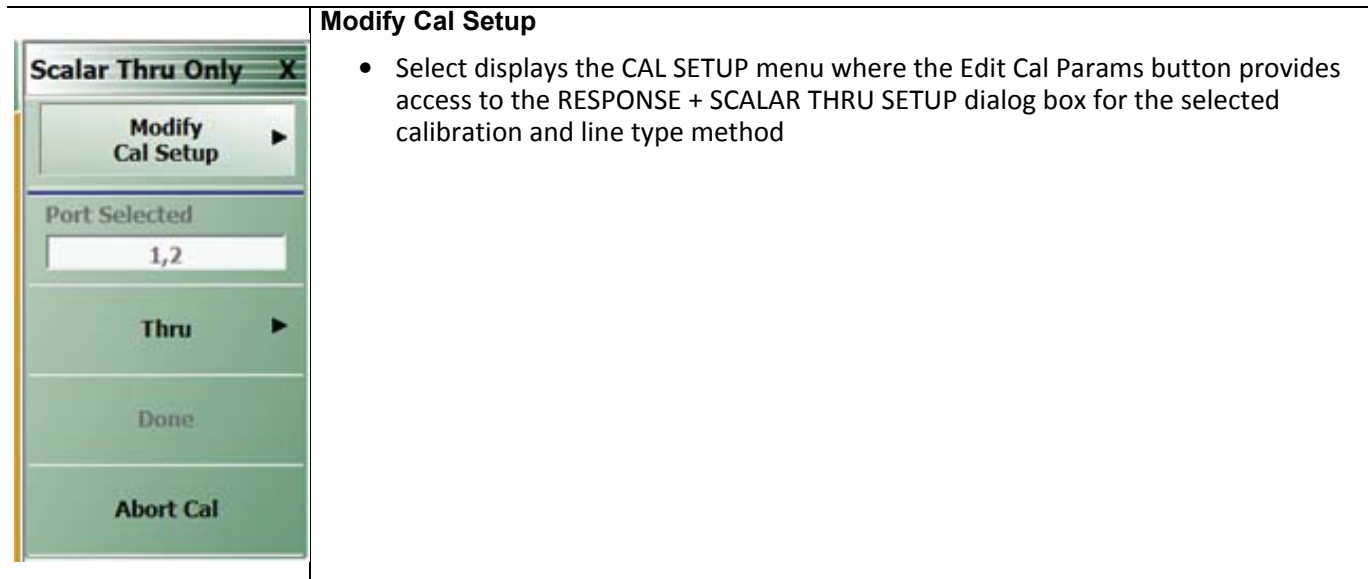 Scalar Thru Only X
Modify
Cal Setup
Port Selected
1,2
Thru
Done
Abort Cal
Modify Cal Setup
• Select displays the CAL SETUP menu where the Edit Cal Params button provides
access to the RESPONSE + SCALAR THRU SETUP dialog box for the selected
calibration and line type method